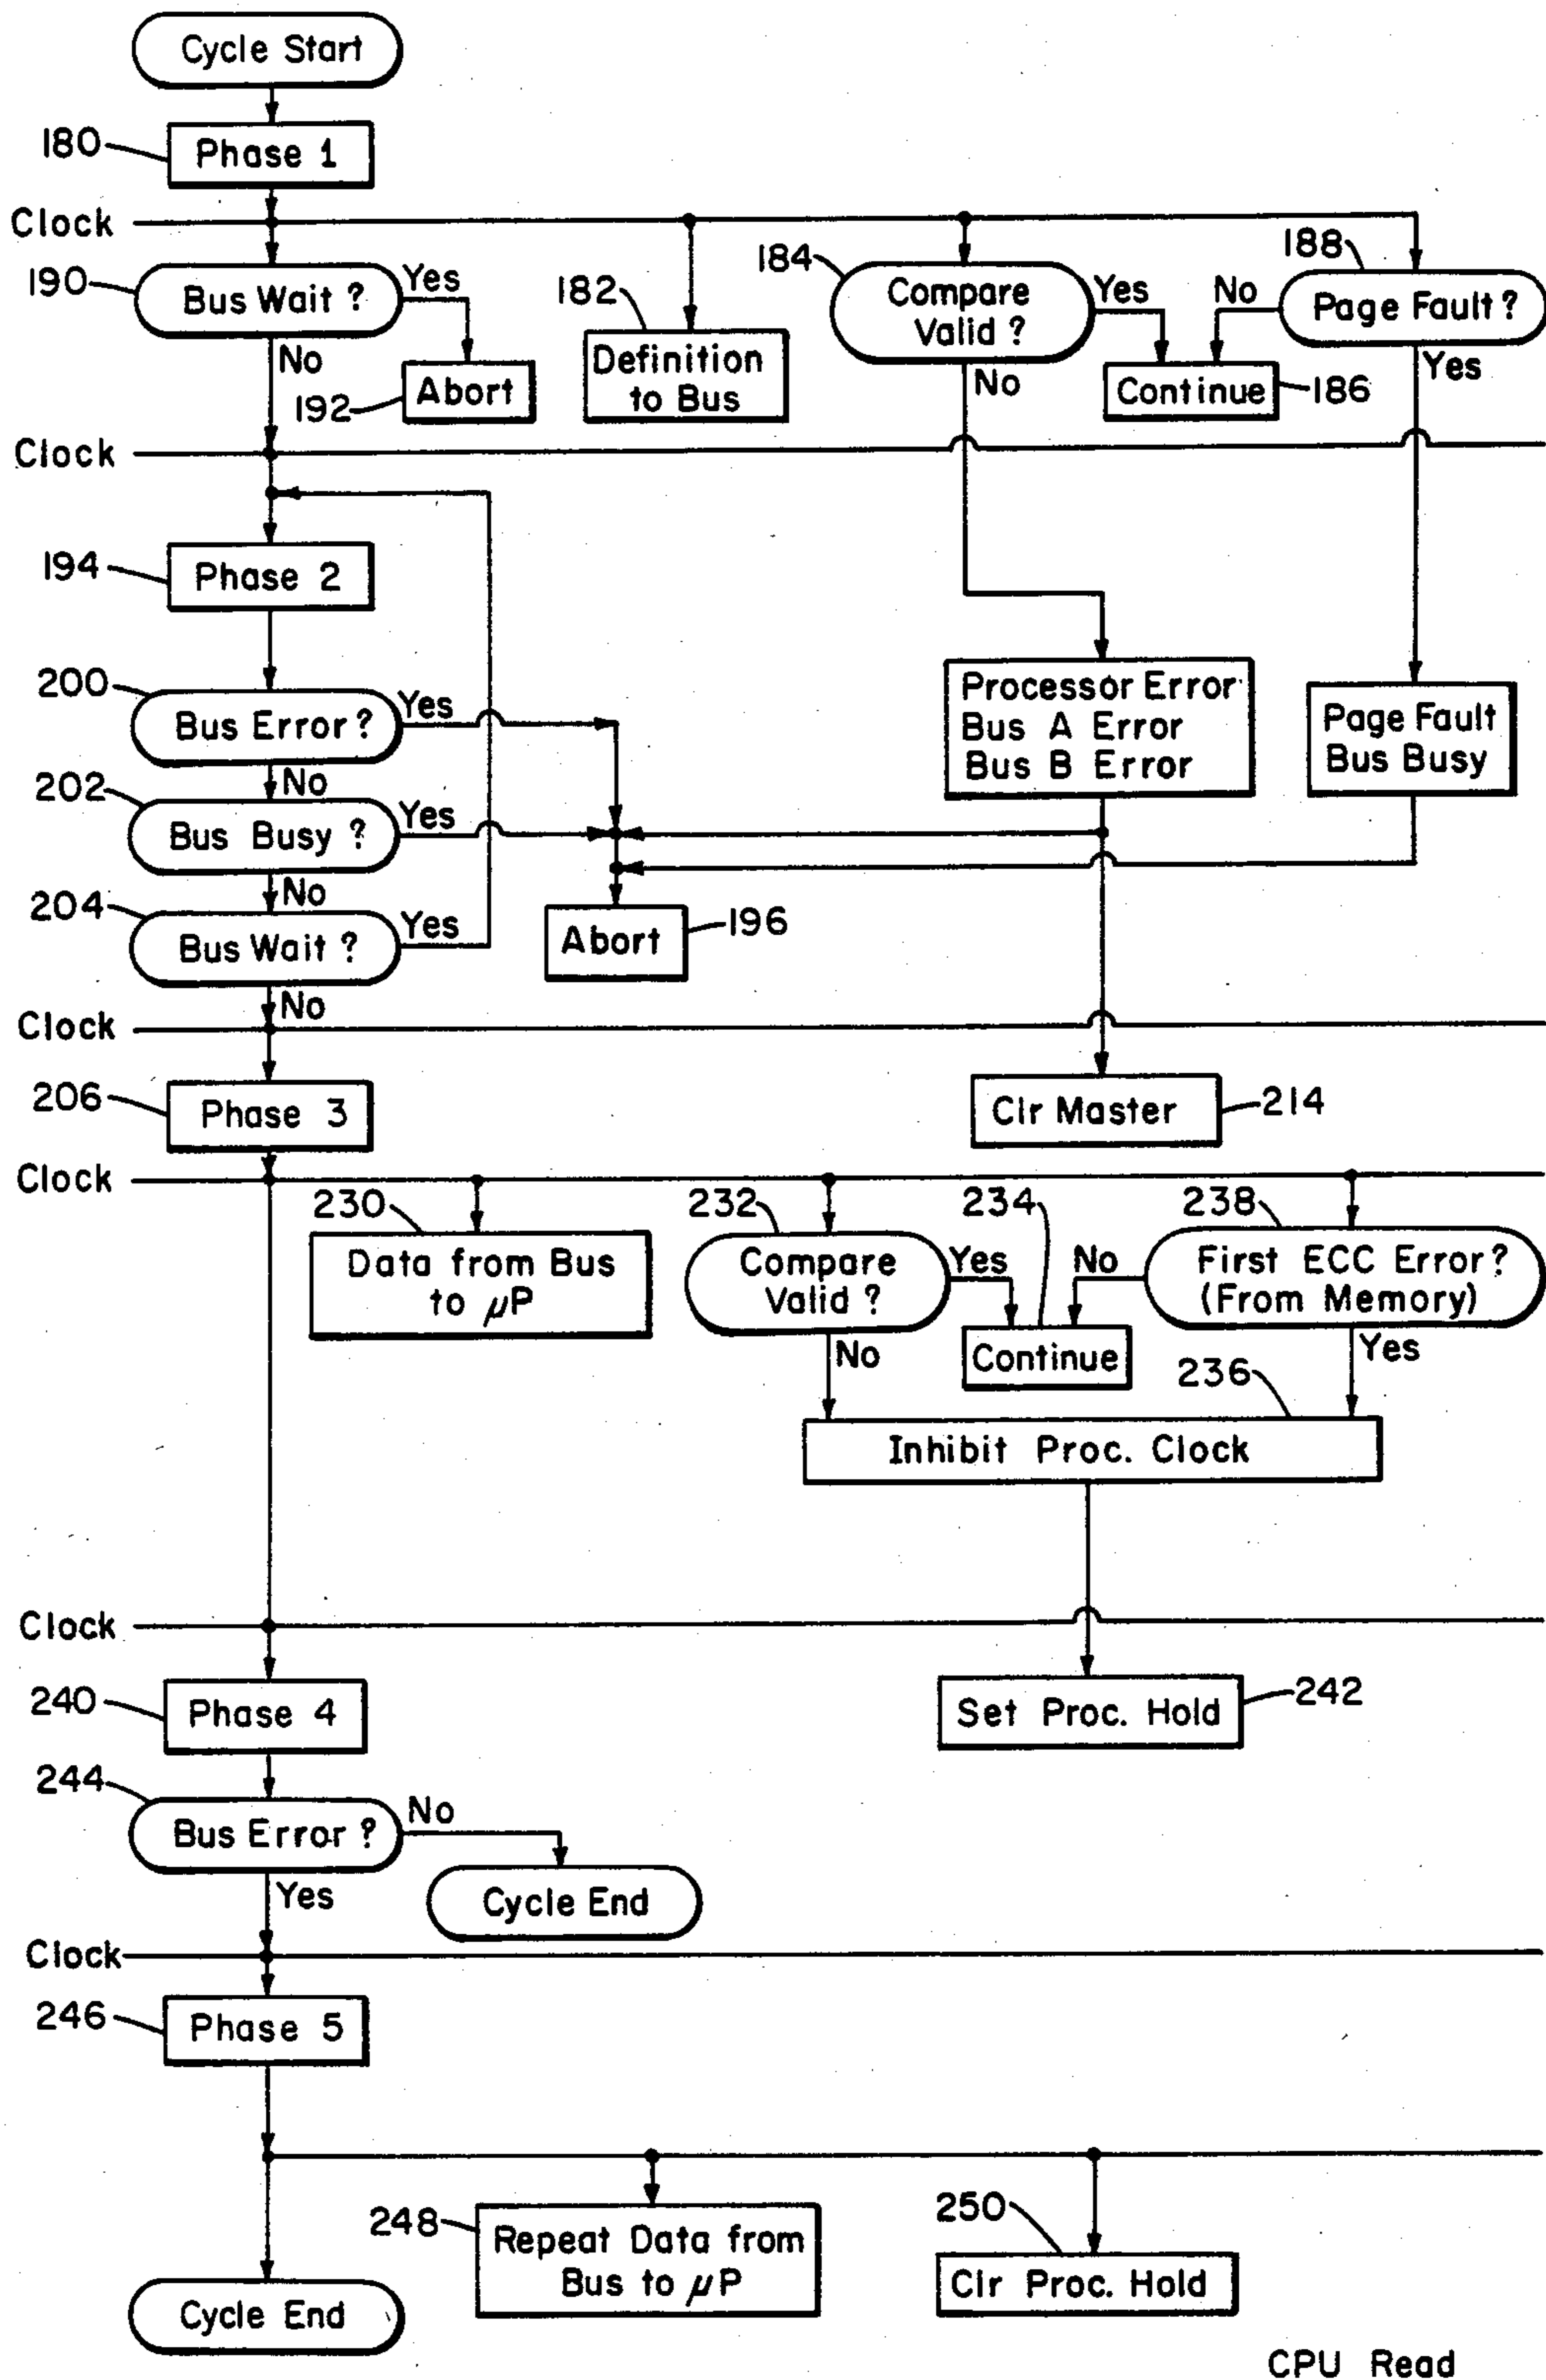 Cycle Start
180
Phase 1
Clock
190
Bus Wait ?
Yes
No
192
Abort
182
Definition
to Bus
184
Compare
Valid ?
Yes
No
Continue
186
188
Page Fault ?
No
Yes
Clock
194
Phase 2
200
Bus Error ?
Yes
No
202
Bus Busy ?
Yes
No
204
Bus Wait ?
Yes
No
Processor Error
Bus A Error
Bus B Error
Page Fault
Bus Busy
Abort
196
Clock
206
Phase 3
Clr Master
214
Clock
230
Data from Bus
to μP
232
Compare
Valid ?
Yes
No
234
Continue
238
First ECC Error?
(From Memory)
No
Yes
236
Inhibit Proc. Clock
Clock
240
Phase 4
Set Proc. Hold
242
244
Bus Error ?
No
Yes
Cycle End
Clock
246
Phase 5
248
Repeat Data from
Bus to μP
250
Clr Proc. Hold
Cycle End
CPU Read